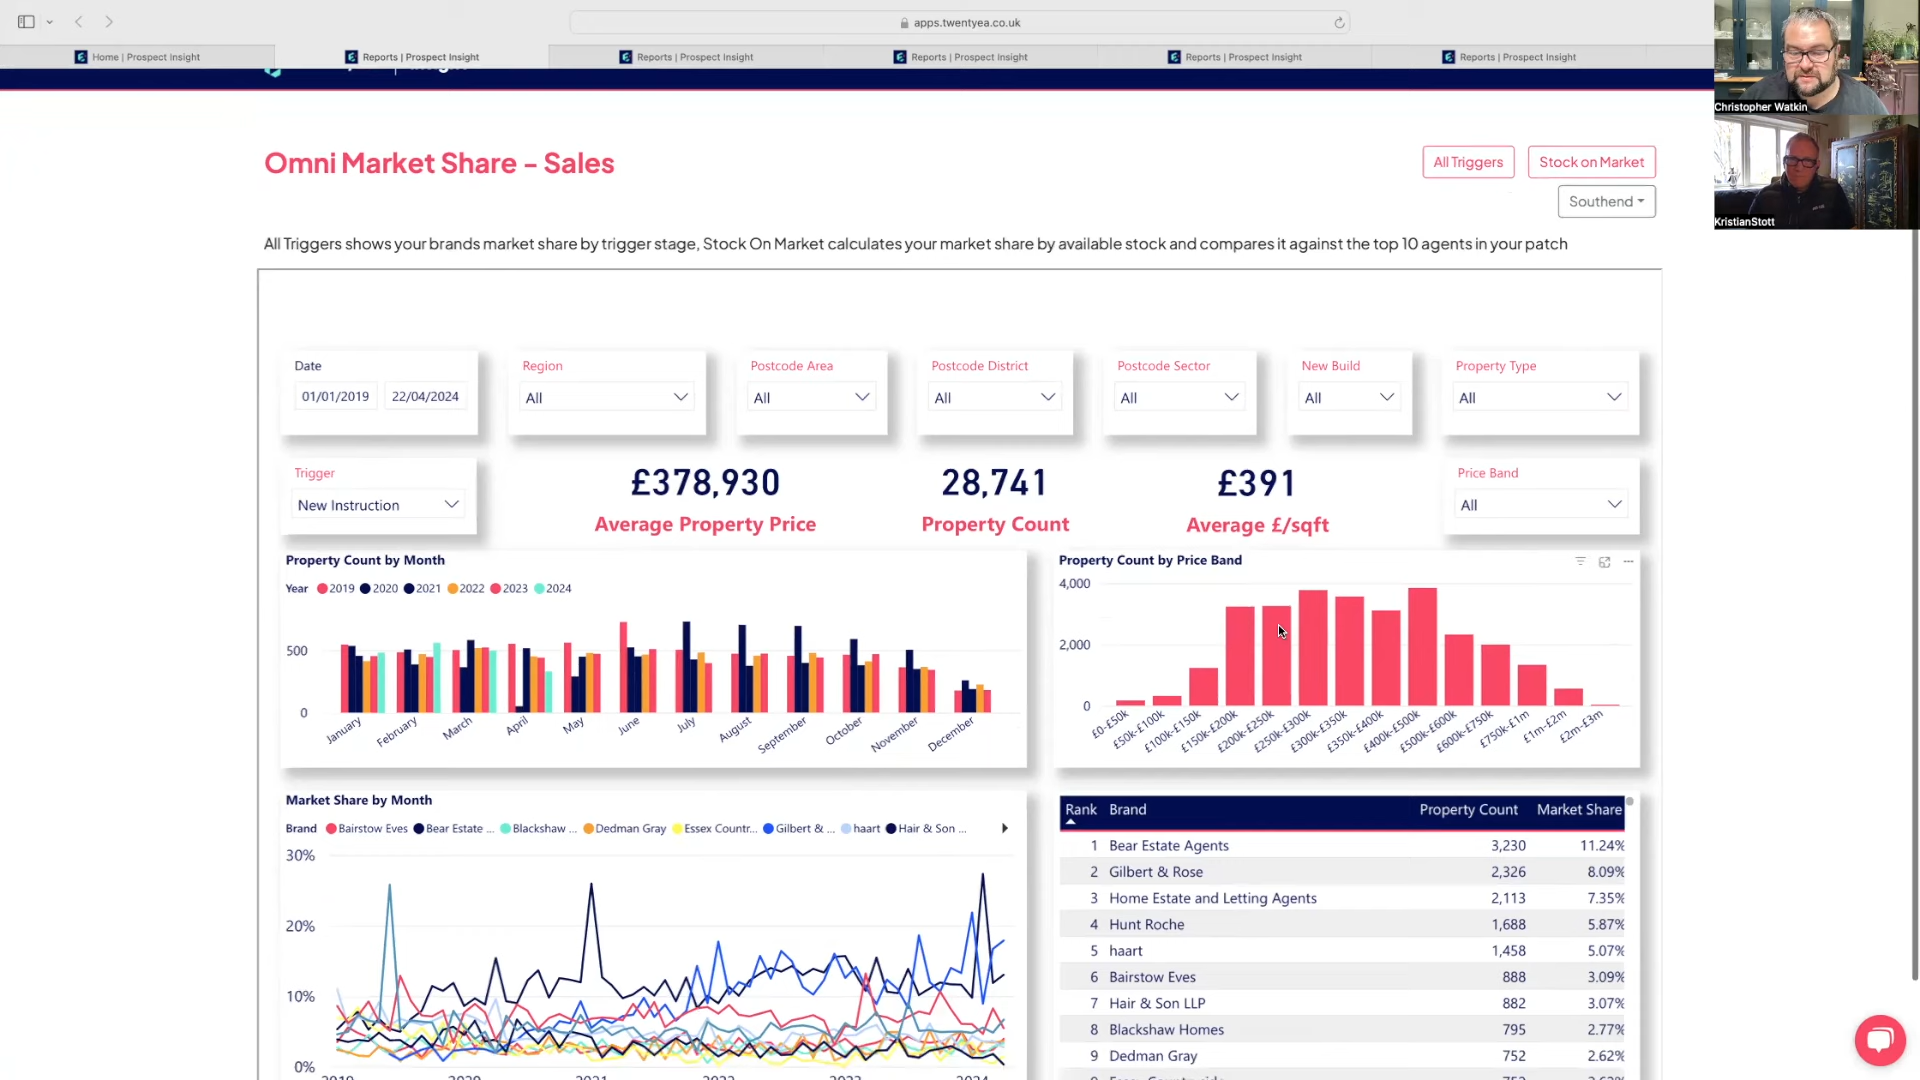 apps.twentyea.co.uk
Home | Prospect Insight
Reports | Prospect Insight
Reports | Prospect Insight
Reports | Prospect Insight
Reports | Prospect Insight
Reports | Prospect Insight
Christopher Watkin
KristianStott
Omni Market Share - Sales
All Triggers
Stock on Market
Southend
All Triggers shows your brands market share by trigger stage, Stock On Market calculates your market share by available stock and compares it against the top 10 agents in your patch
Date
01/01/2019 22/04/2024
Region
All
Postcode Area
All
Postcode District
All
Postcode Sector
All
New Build
All
Property Type
All
Trigger
New Instruction
£378,930
Average Property Price
28,741
Property Count
£391
Average £/sqft
Price Band
All
Property Count by Month
Year 2019 2020 2021 2022 2023 2024
500
0
January February March April May June July August September October November December
Property Count by Price Band
4,000
2,000
0
£0-£50k £50k-£100k £100k-£150k £150k-£200k £200k-£250k £250k-£300k £300k-£350k £350k-£400k £400k-£500k £500k-£600k £600k-£750k £750k-£1m £1m-£2m £2m-£3m
Market Share by Month
Brand Bairstow Eves Bear Estate ... Blackshaw ... Dedman Gray Essex Countr... Gilbert & ... haart Hair & Son ...
30%
20%
10%
0%
2019 2020 2021 2022 2023 2024
Rank Brand Property Count Market Share
1 Bear Estate Agents 3,230 11.24%
2 Gilbert & Rose 2,326 8.09%
3 Home Estate and Letting Agents 2,113 7.35%
4 Hunt Roche 1,688 5.87%
5 haart 1,458 5.07%
6 Bairstow Eves 888 3.09%
7 Hair & Son LLP 882 3.07%
8 Blackshaw Homes 795 2.77%
9 Dedman Gray 752 2.62%